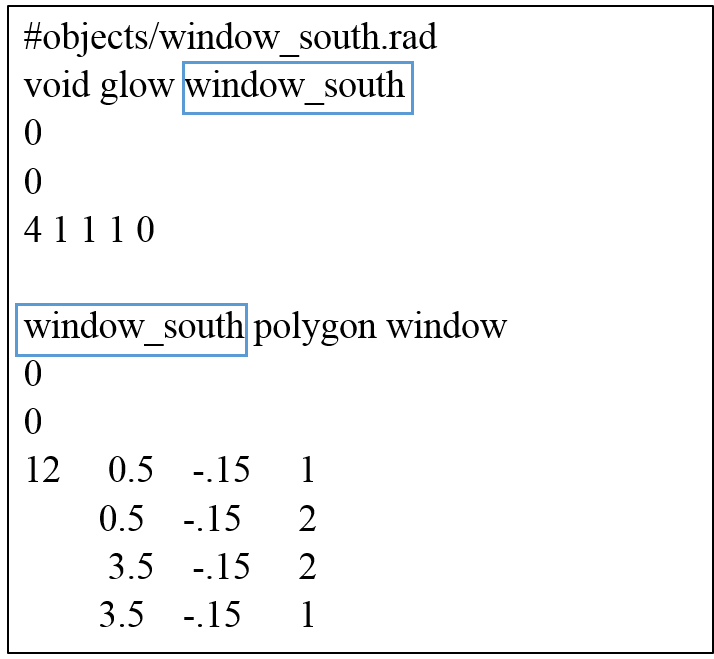 #objects/window_south.rad
void glow window_south
0
0
4 1 1 1 0
window_south polygon window
0
0
12 0.5 -.15 1
0.5 -.15 2
3.5 -.15 2
3.5 -.15 1